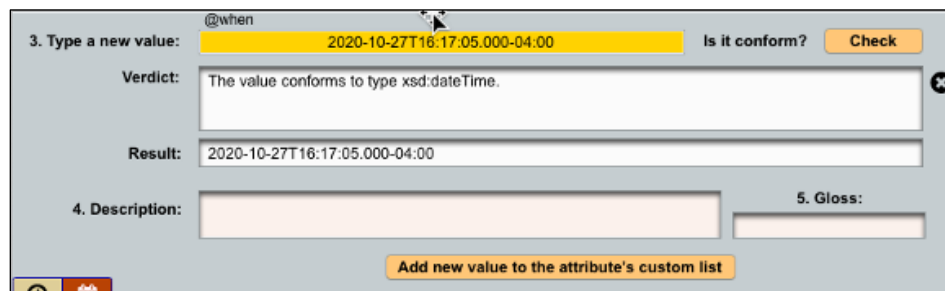 @when
3. Type a new value: 2020-10-27T16:17:05.000-04:00 Is it conform? Check
Verdict: The value conforms to type xsd:dateTime.
Result: 2020-10-27T16:17:05.000-04:00
4. Description: 5. Gloss:
Add new value to the attribute's custom list